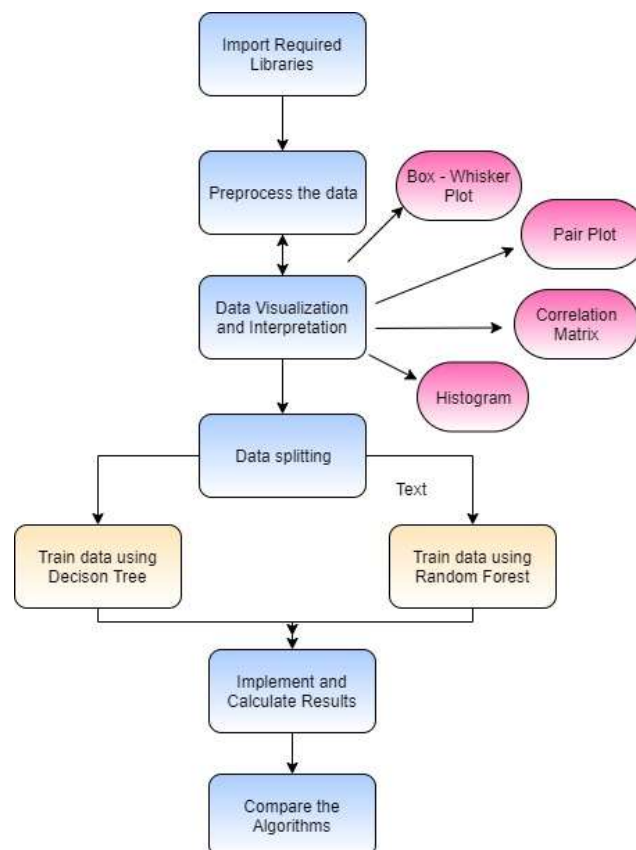 Import Required
Libraries
Preprocess the data
Box - Whisker
Plot
Pair Plot
Data Visualization
and Interpretation
Correlation
Matrix
Histogram
Data splitting
Text
Train data using
Decison Tree
Train data using
Random Forest
Implement and
Calculate Results
Compare the
Algorithms